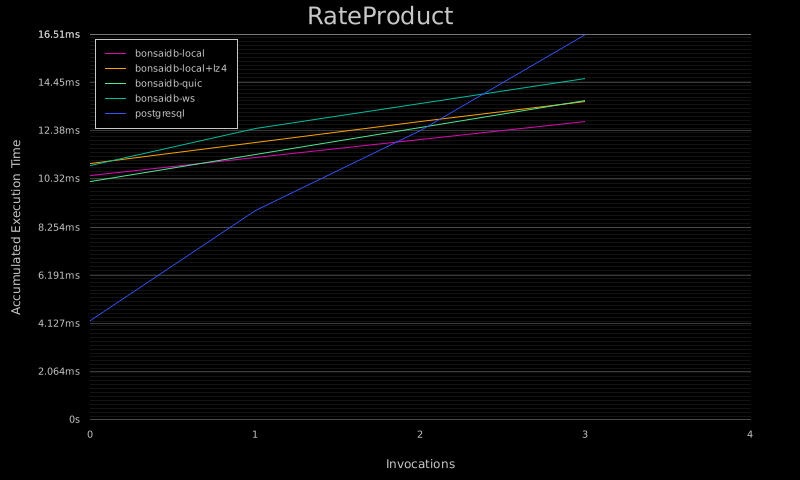 RateProduct
16.51ms
14.45ms
12.38ms
10.32ms
8.254ms
6.191ms
4.127ms
2.064ms
0s
bonsaidb-local
bonsaidb-local+lz4
bonsaidb-quic
bonsaidb-ws
postgresql
Accumulated Execution Time
0 1 2 3 4
Invocations